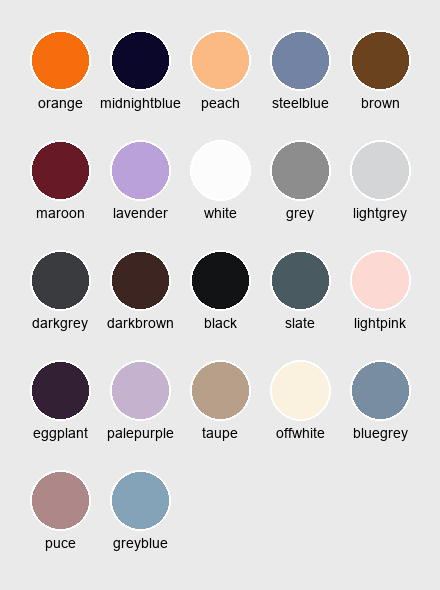 orange midnightblue peach steelblue brown
maroon lavender white grey lightgrey
darkgrey darkbrown black slate lightpink
eggplant palepurple taupe offwhite bluegrey
puce greyblue